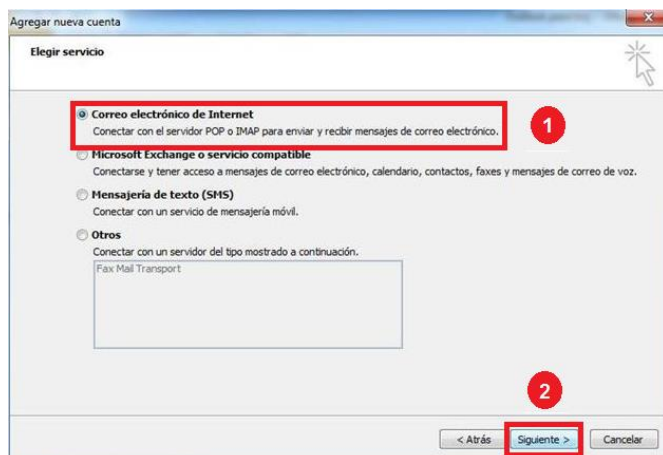 Agregar nueva cuenta
Elegir servicio
Correo electrónico de Internet
Conectar con el servidor POP o IMAP para enviar y recibir mensajes de correo electrónico.
1
Microsoft Exchange o servicio compatible
Conectarse y tener acceso a mensajes de correo electrónico, calendario, contactos, faxes y mensajes de correo de voz.
Mensajería de texto (SMS)
Conectar con un servicio de mensajería móvil.
Otros
Conectar con un servidor del tipo mostrado a continuación.
Fax Mail Transport
2
< Atrás Siguiente > Cancelar